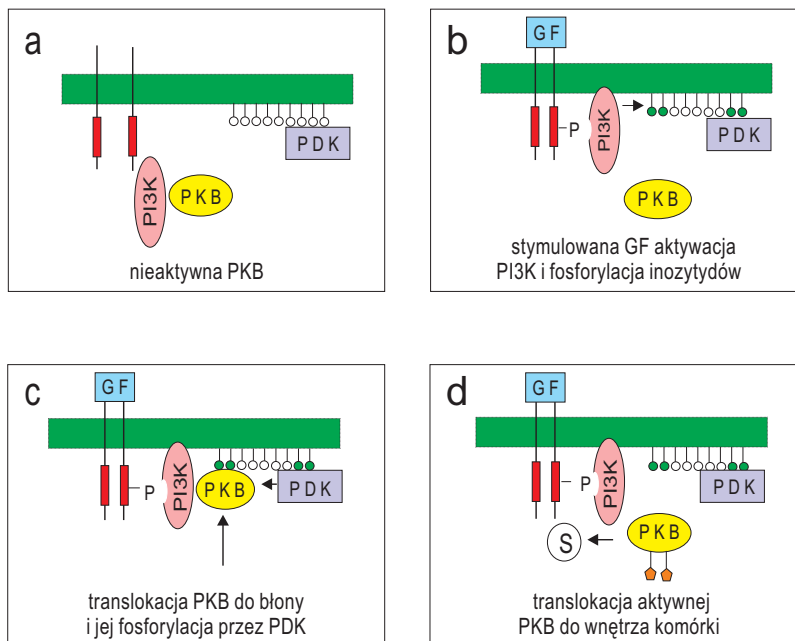 a
PI3K
PKB
PDK
nieaktywna PKB
b
GF
P
PI3K
PDK
PKB
stymulowana GF aktywacja
PI3K i fosforylacja inozytydów
c
GF
P
PI3K
PKB
PDK
translokacja PKB do błony
i jej fosforylacja przez PDK
d
GF
P
PI3K
PDK
S
PKB
translokacja aktywnej
PKB do wnętrza komórki